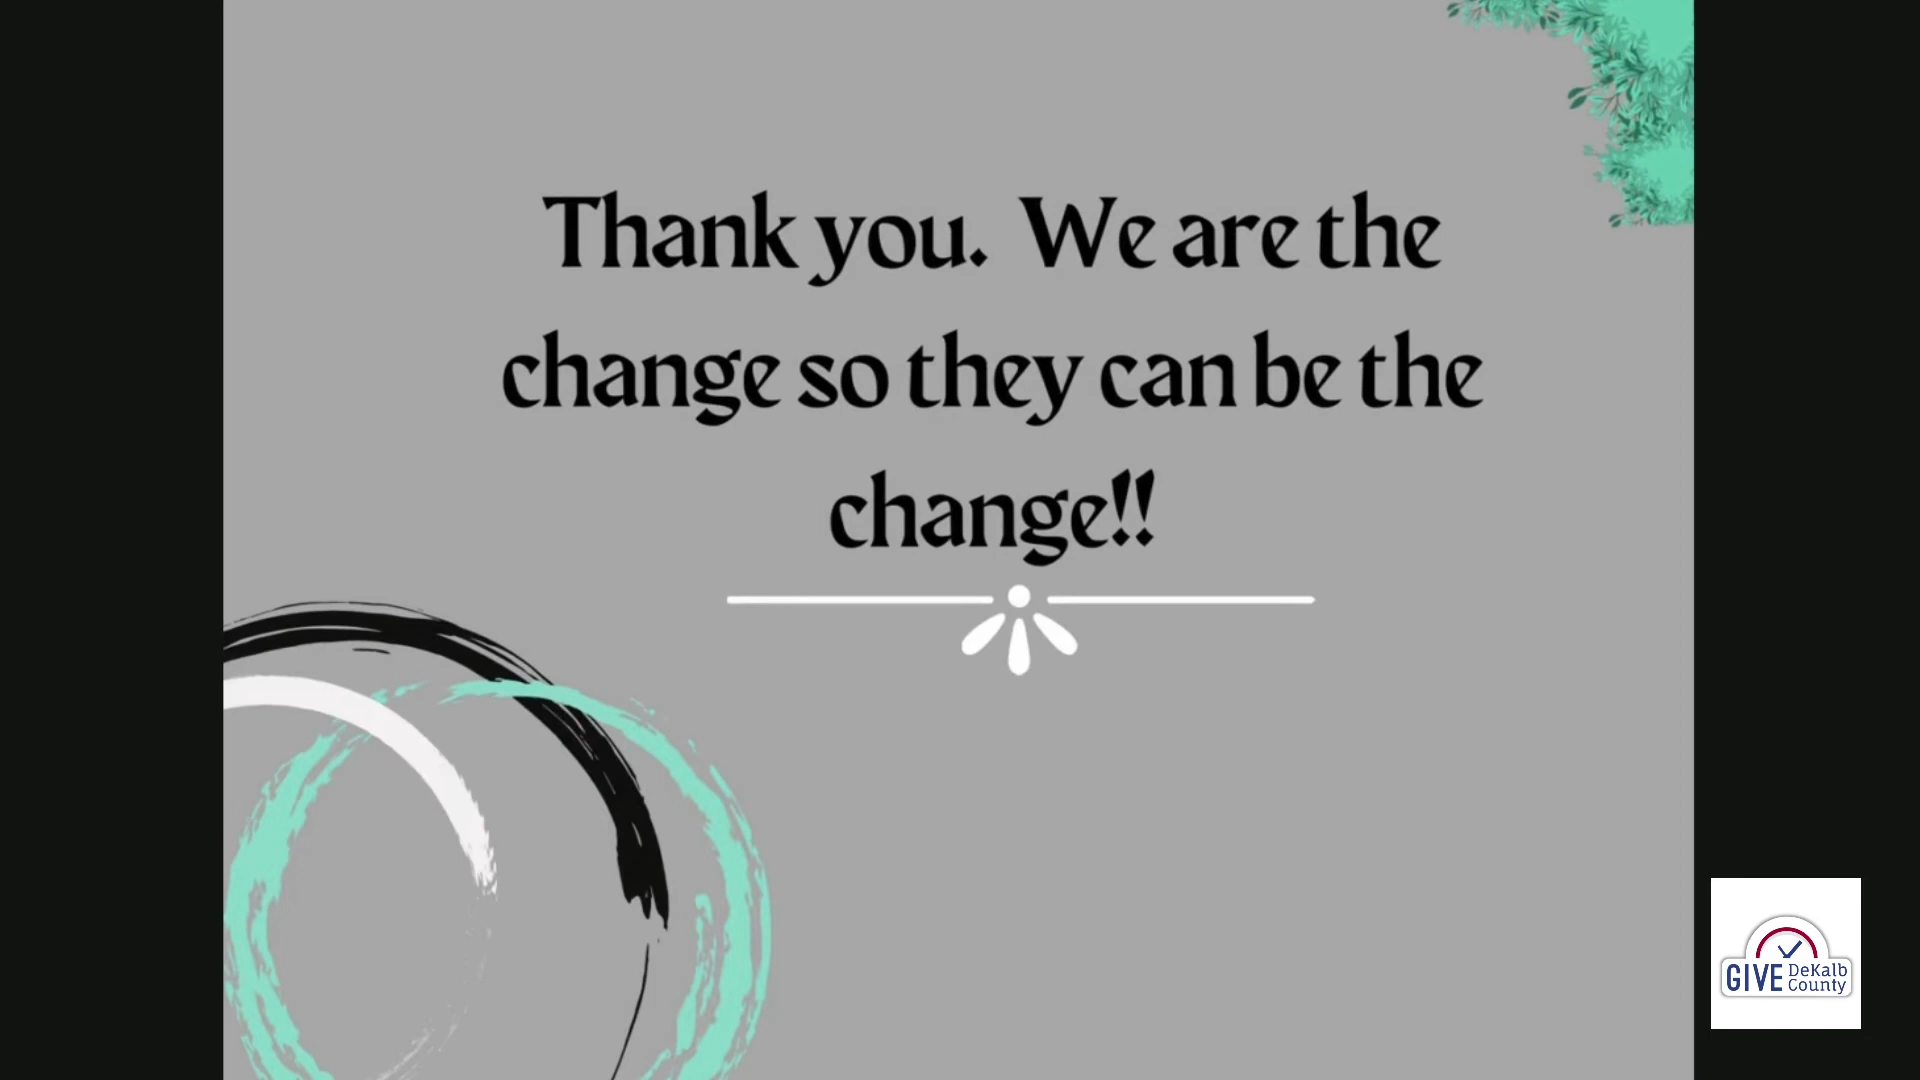 Thank you.  We are the
change so they can be the
change!!
GIVE DeKalb
County